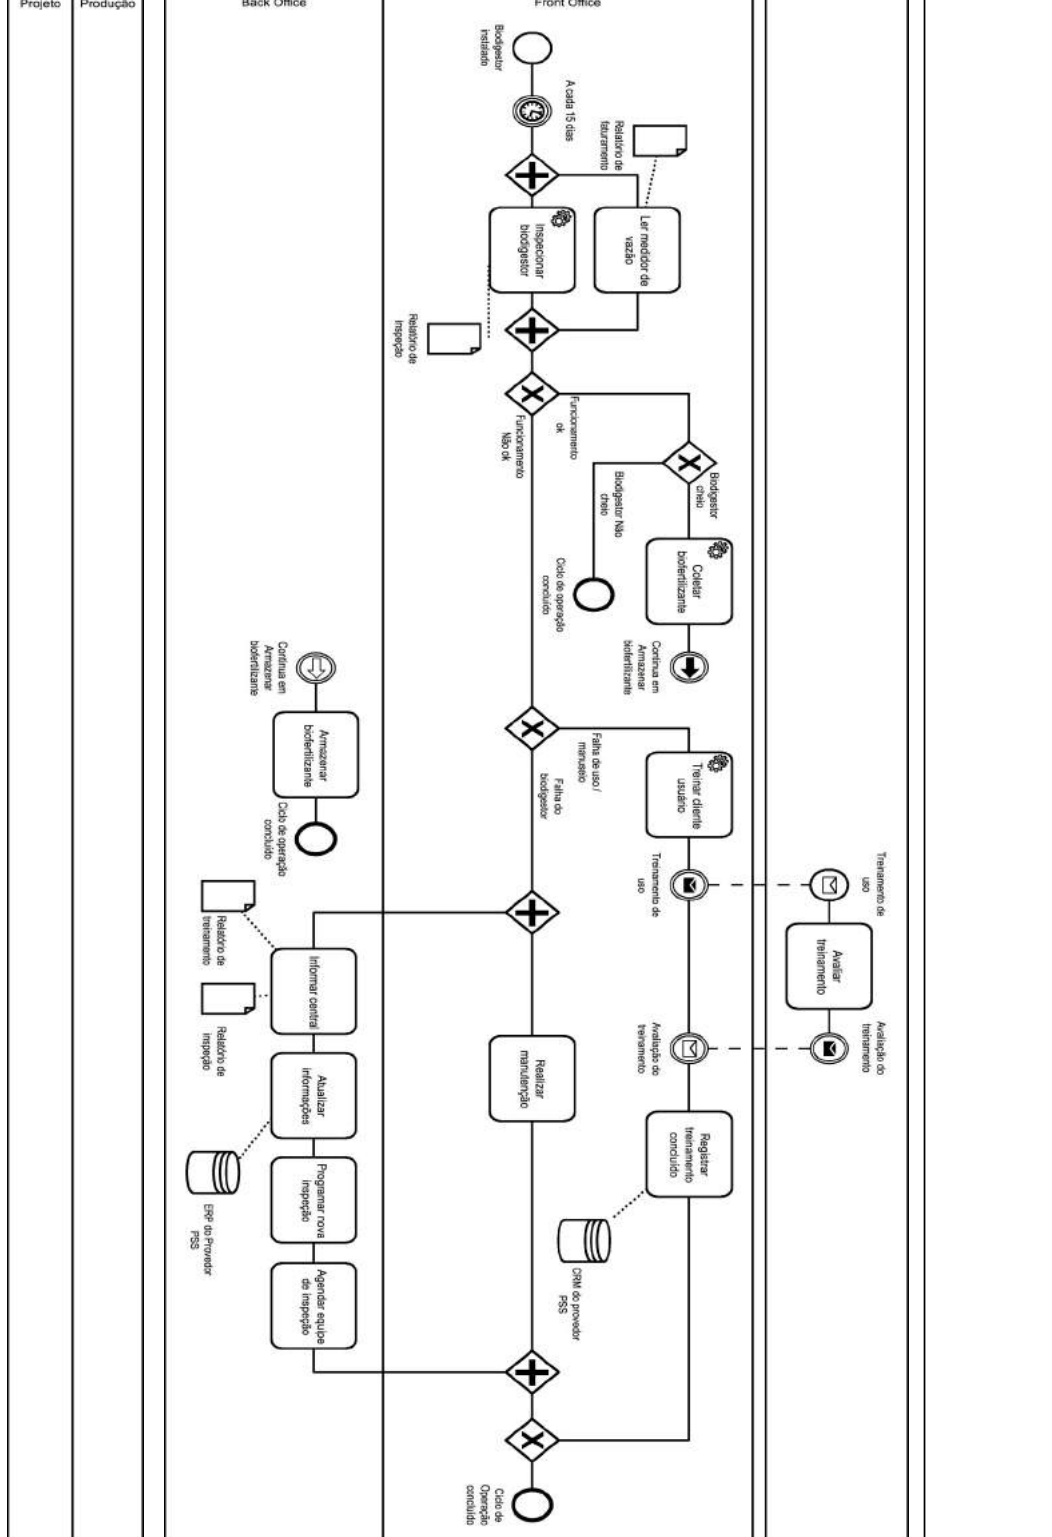 Projeto
Produção
Back Office
Front Office
Biodigestor
instalado
A cada 15 dias
Relatório de
faturamento
Ler medidor de
vazão
Inspecionar
biodigestor
Relatório de
inspeção
Funcionamento
ok
Funcionamento
Não ok
Biodigestor
cheio
Biodigestor Não
cheio
Coletar
biofertilizante
Ciclo de operação
concluído
Continua em
Armazenar
biofertilizante
Continua em
Armazenar
biofertilizante
Armazenar
biofertilizante
Ciclo de operação
concluído
Falha de uso /
manuseio
Falha do
biodigestor
Treinar cliente
usuário
Treinamento de
uso
Treinamento de
uso
Avaliar
treinamento
Avaliação do
treinamento
Avaliação do
treinamento
Relatório de
treinamento
Informar central
Relatório de
inspeção
Realizar
manutenção
Atualizar
informações
Registrar
treinamento
concluído
ERP do Provedor
PSS
Programar nova
inspeção
CRM do provedor
PSS
Agendar equipe
de inspeção
Ciclo de
Operação
concluído